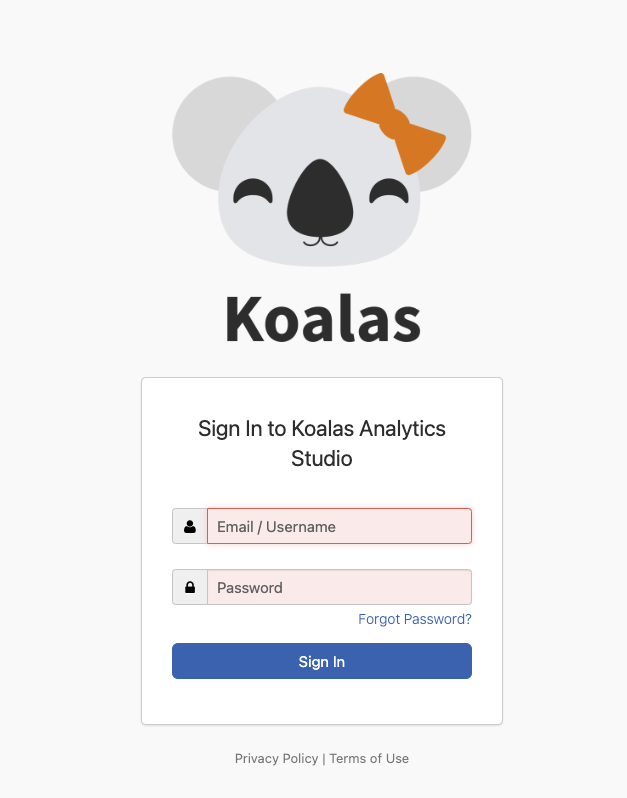 Koalas
Sign In to Koalas Analytics
Studio
Email / Username
Password
Forgot Password?
Sign In
Privacy Policy | Terms of Use